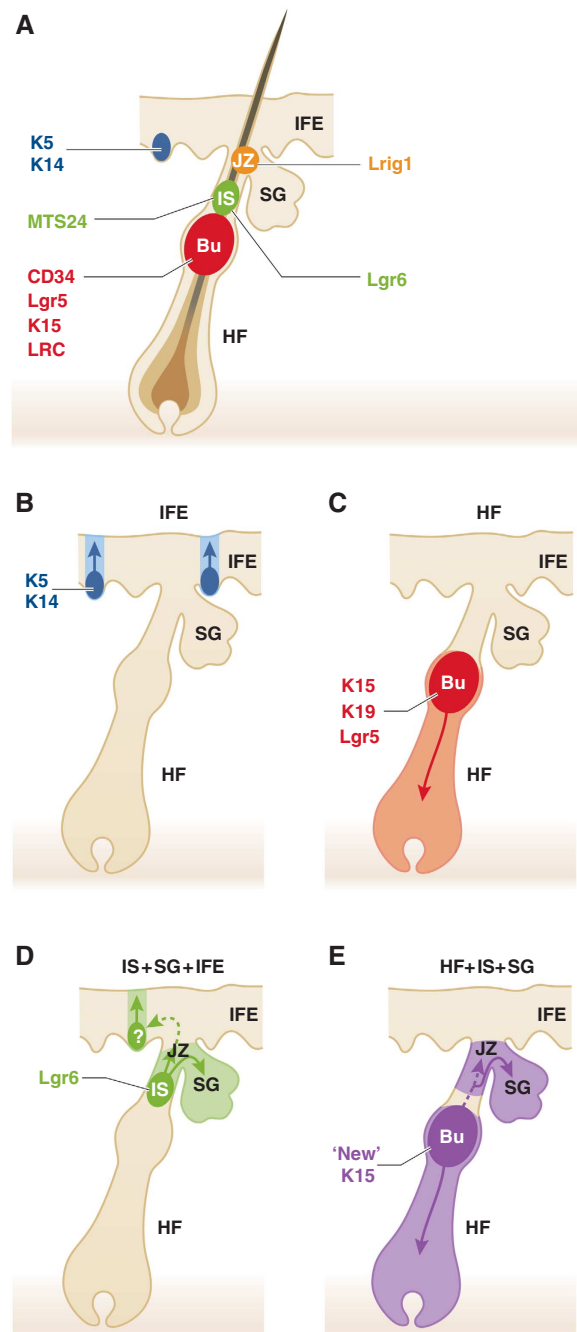 A
IFE
K5
K14
JZ
Lrig1
SG
IS
MTS24
Bu
Lgr6
CD34
Lgr5
K15
LRC
HF
B
IFE
IFE
K5
K14
SG
HF
C
HF
IFE
SG
Bu
K15
K19
Lgr5
HF
D
IS+SG+IFE
IFE
?
JZ
Lgr6
IS
SG
HF
E
HF+IS+SG
IFE
JZ
SG
Bu
'New'
K15
HF